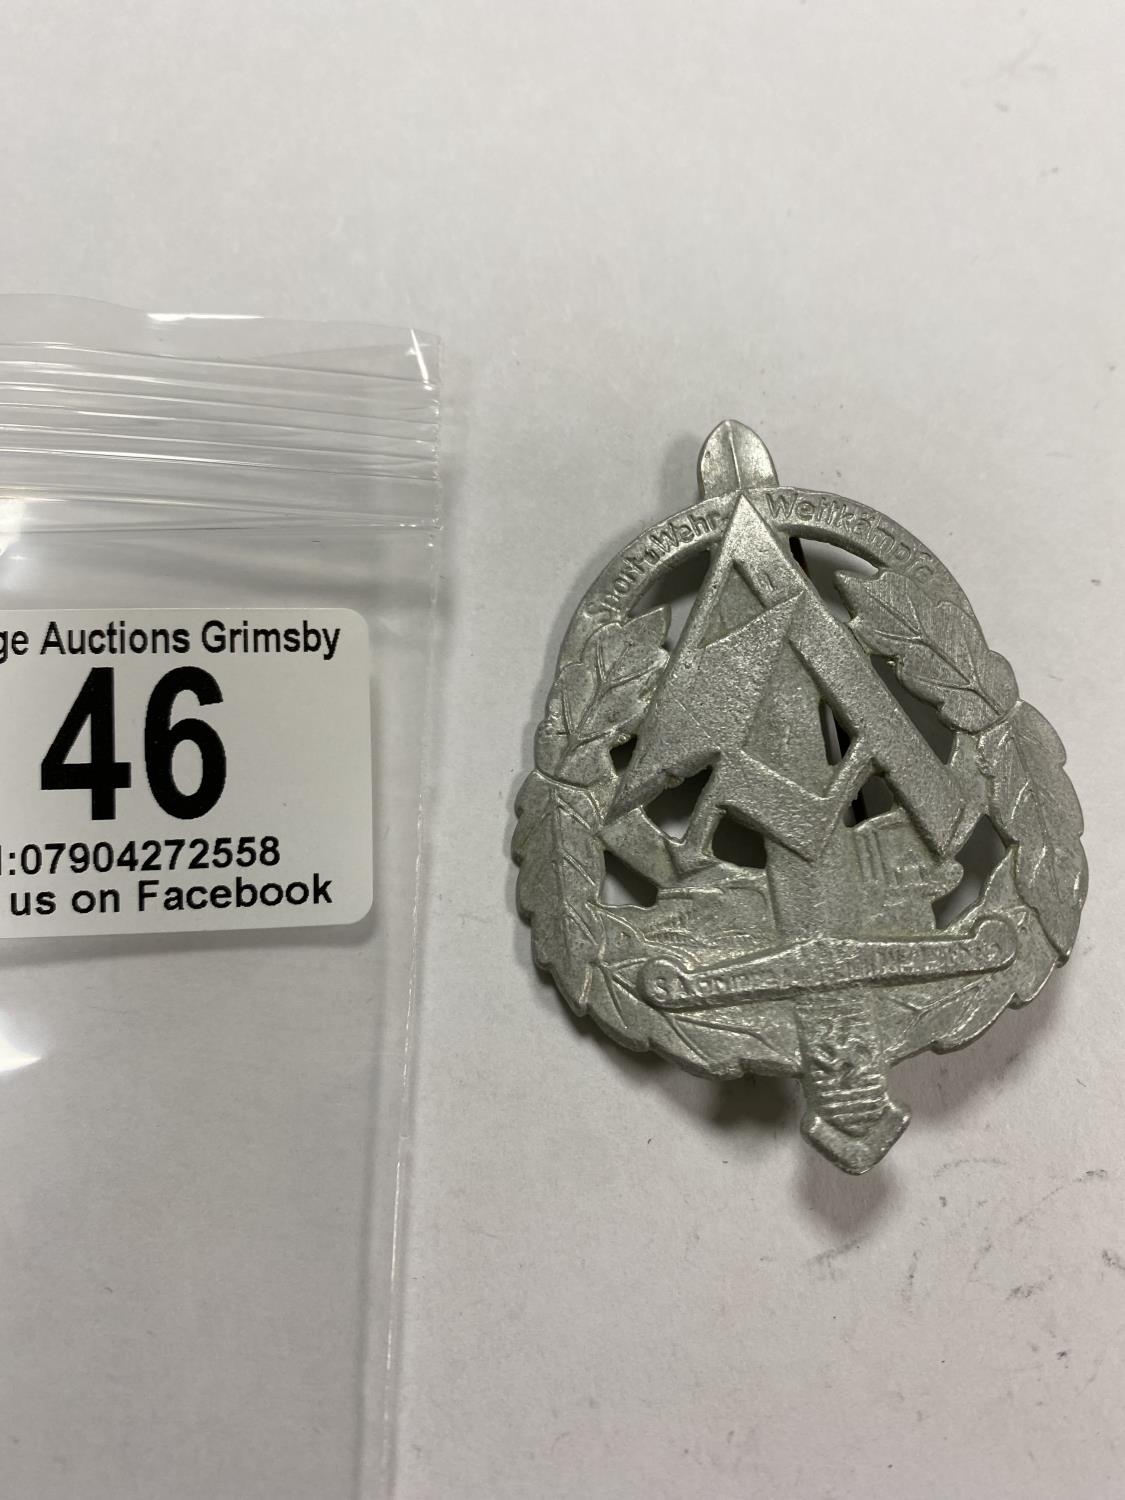 ge Auctions Grimsby
46
l:07904272558
us on Facebook
Sport-u.Wehr- Wettkämpfe